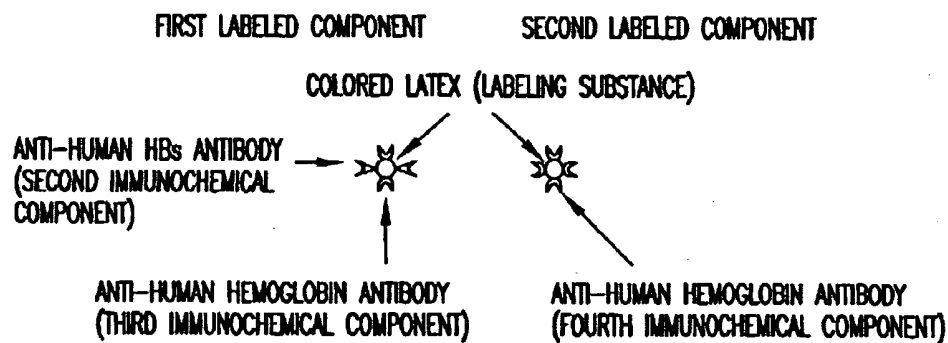 FIRST LABELED COMPONENT
SECOND LABELED COMPONENT
COLORED LATEX (LABELING SUBSTANCE)
ANTI-HUMAN HBs ANTIBODY
(SECOND IMMUNOCHEMICAL
COMPONENT)
ANTI-HUMAN HEMOGLOBIN ANTIBODY
(THIRD IMMUNOCHEMICAL COMPONENT)
ANTI-HUMAN HEMOGLOBIN ANTIBODY
(FOURTH IMMUNOCHEMICAL COMPONENT)